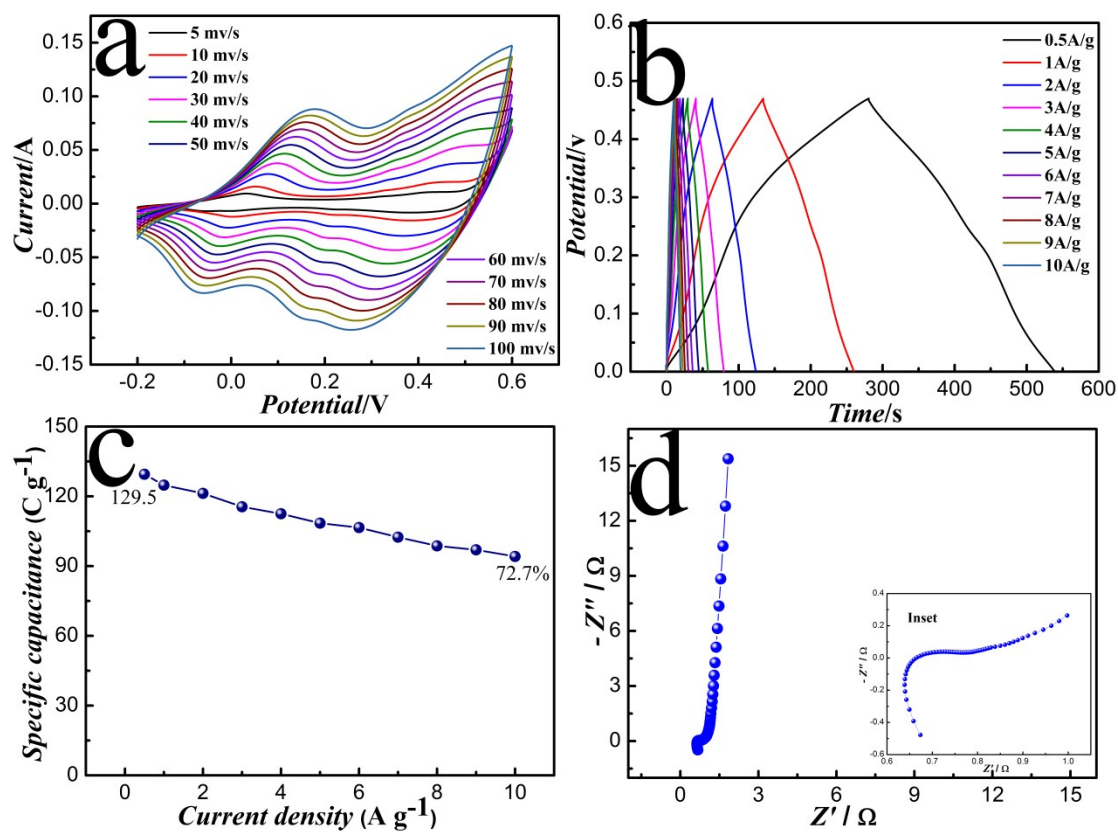 a
5 mv/s
10 mv/s
20 mv/s
30 mv/s
40 mv/s
50 mv/s
60 mv/s
70 mv/s
80 mv/s
90 mv/s
100 mv/s
0.15
0.10
0.05
0.00
-0.05
-0.10
-0.15
Current/A
-0.2 0.0 0.2 0.4 0.6
Potential/V
b
0.5A/g
1A/g
2A/g
3A/g
4A/g
5A/g
6A/g
7A/g
8A/g
9A/g
10A/g
0.6
0.5
0.4
0.3
0.2
0.1
0.0
Potential/v
0 100 200 300 400 500 600
Time/s
c
150
120
90
60
30
0
Specific capacitance (C g-1)
129.5
72.7%
0 2 4 6 8 10
Current density (A g-1)
d
15
12
9
6
3
0
- Z'' / Ω
0 3 6 9 12 15
Z' / Ω
Inset
0.4
0.2
0.0
-0.2
-0.4
-0.6
- Z'' / Ω
0.6 0.7 0.8 0.9 1.0
Z' / Ω